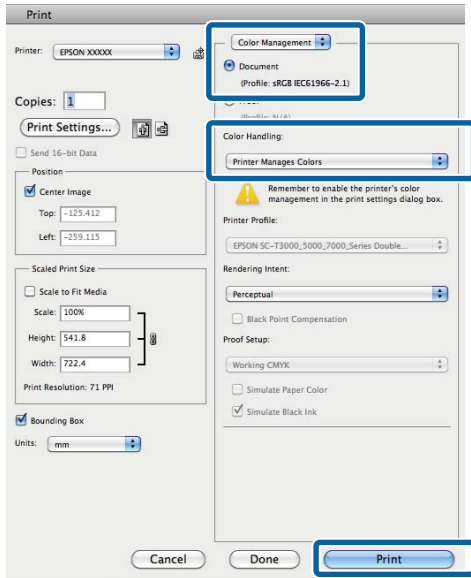 Print
Printer: EPSON XXXXX
Copies: 1
Print Settings...
Send 16-bit Data
Position
Center Image
Top: -125.412
Left: -259.115
Scaled Print Size
Scale to Fit Media
Scale: 100%
Height: 541.8
Width: 722.4
Print Resolution: 71 PPI
Bounding Box
Units: mm
Color Management
Document
(Profile: sRGB IEC61966-2.1)
(Profile: N/A)
Color Handling:
Printer Manages Colors
Remember to enable the printer's color
management in the print settings dialog box.
Printer Profile:
EPSON SC-T3000_5000_7000_Series Double...
Rendering Intent:
Perceptual
Black Point Compensation
Proof Setup:
Working CMYK
Simulate Paper Color
Simulate Black Ink
Cancel
Done
Print